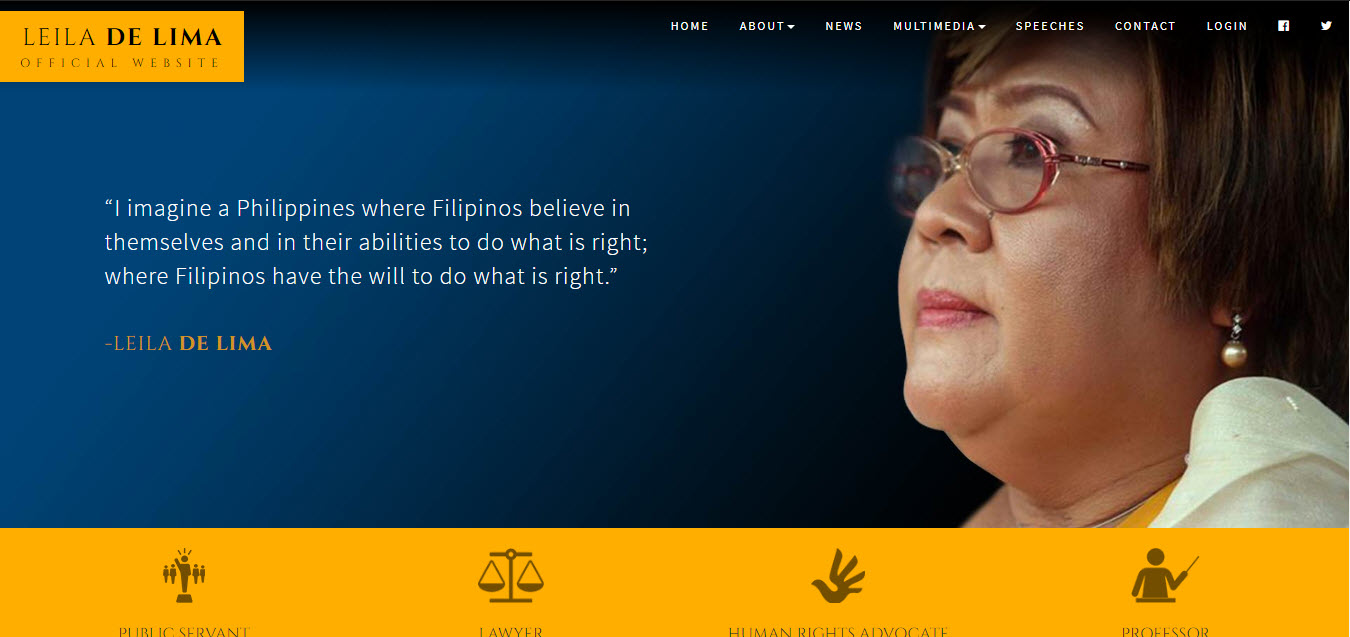 LEILA DE LIMA
OFFICIAL WEBSITE
HOME ABOUT NEWS MULTIMEDIA SPEECHES CONTACT LOGIN
“I imagine a Philippines where Filipinos believe in
themselves and in their abilities to do what is right;
where Filipinos have the will to do what is right.”
-LEILA DE LIMA
PUBLIC SERVANT LAWYER HUMAN RIGHTS ADVOCATE PROFESSOR